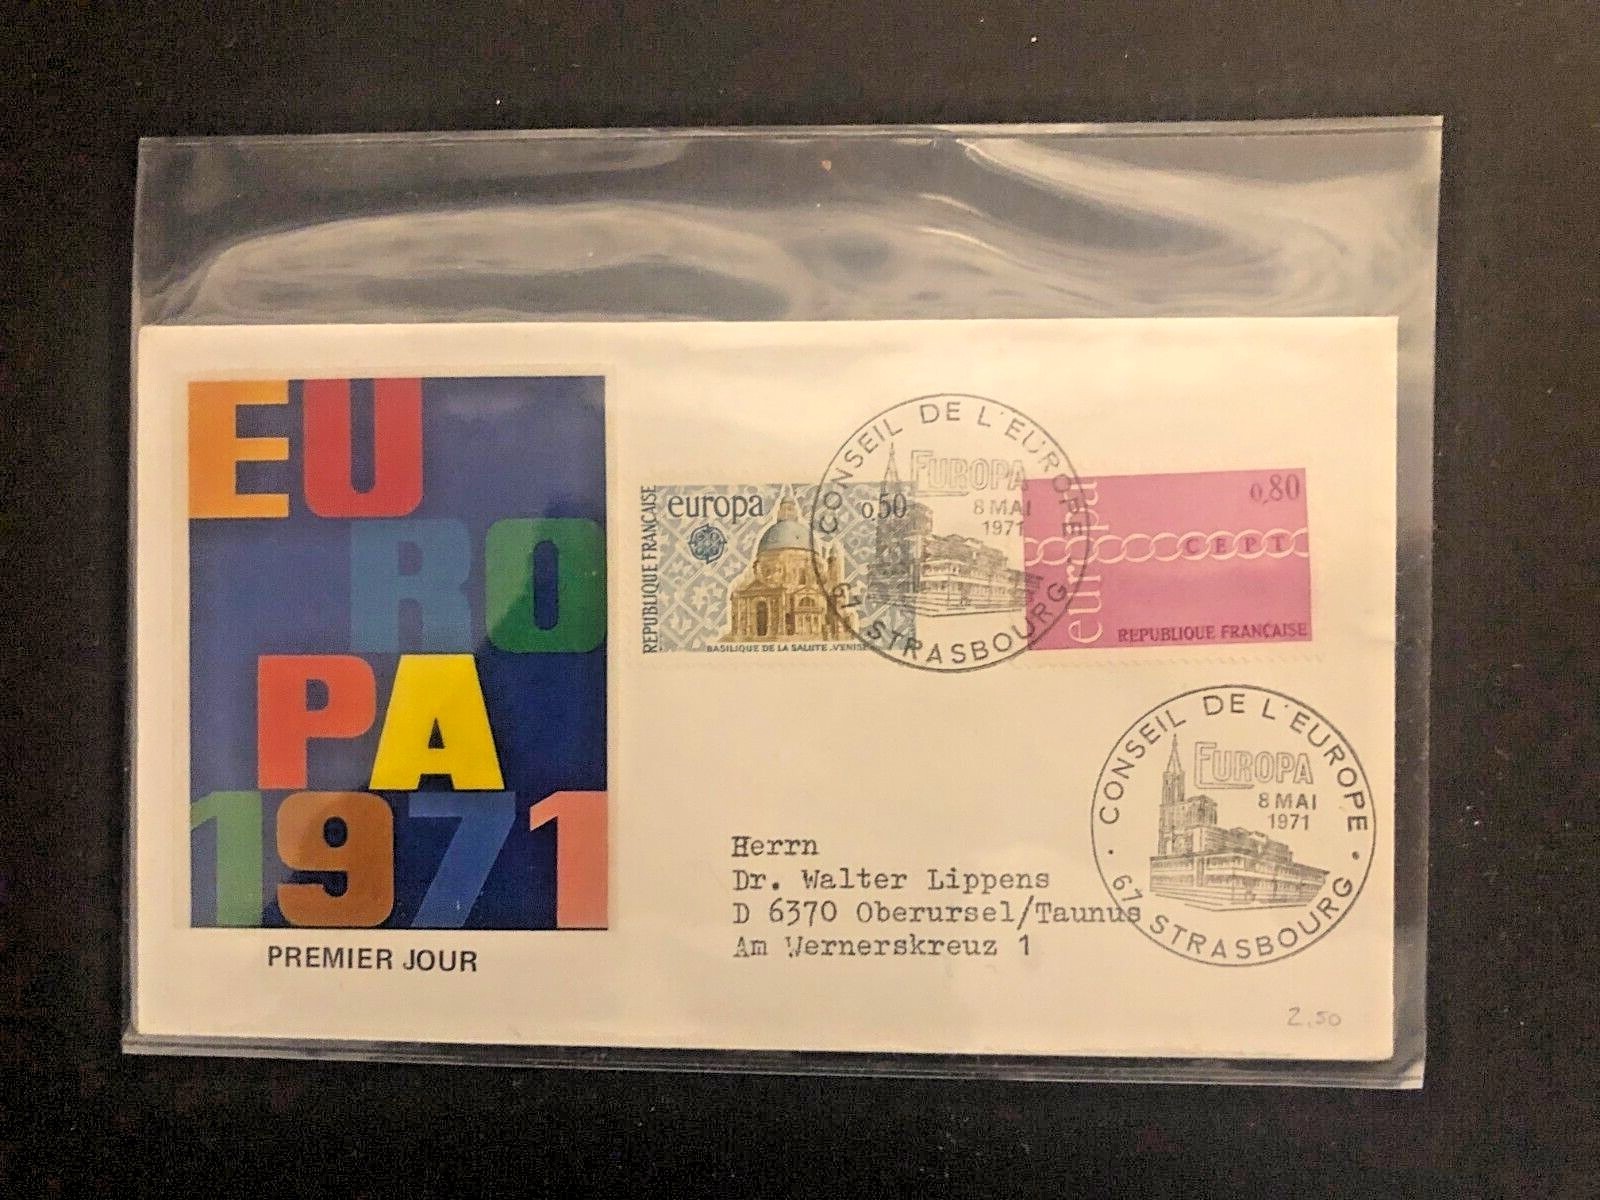 EU
RO
PA
1971
PREMIER JOUR
REPUBLIQUE FRANÇAISE
europa
0,50
BASILIQUE DE LA SALUTE . VENISE
CONSEIL DE L'EUROPE
EUROPA
8 MAI
1971
67 STRASBOURG
europa
0,80
CEPT
REPUBLIQUE FRANÇAISE
CONSEIL DE L'EUROPE
EUROPA
8 MAI
1971
67 STRASBOURG
Herrn
Dr. Walter Lippens
D 6370 Oberursel/Taunus
Am Wernerskreuz 1
2,50